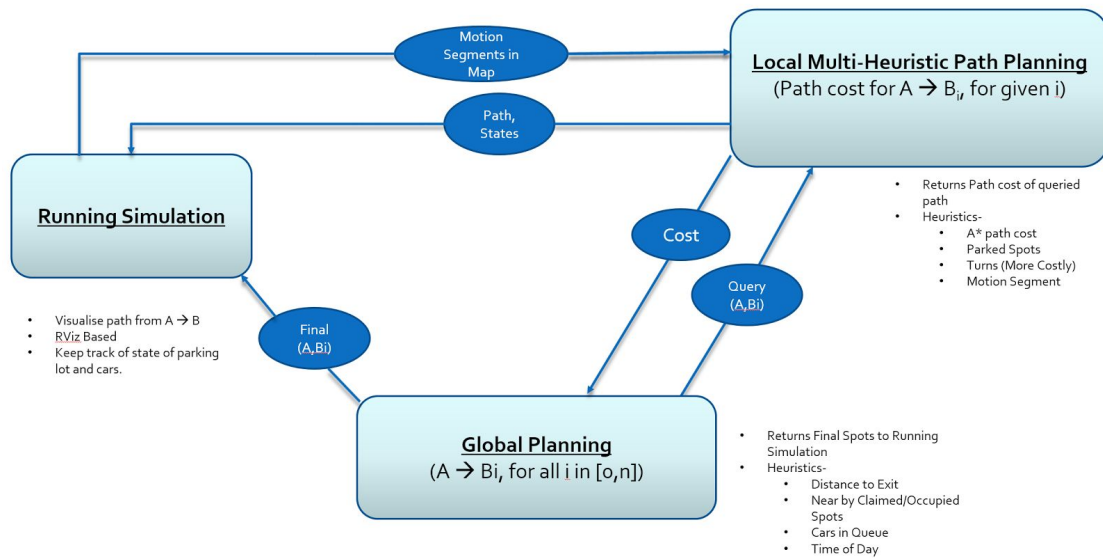 Motion
Segments in
Map
Local Multi-Heuristic Path Planning
(Path cost for A → Bi, for given i)
Path,
States
Running Simulation
• Returns Path cost of queried
path
• Heuristics-
• A* path cost
• Parked Spots
• Turns (More Costly)
• Motion Segment
Cost
Query
(A,Bi)
• Visualise path from A → B
• RViz Based
• Keep track of state of parking
lot and cars.
Final
(A,Bi)
Global Planning
(A → Bi, for all i in [0,n])
• Returns Final Spots to Running
Simulation
• Heuristics-
• Distance to Exit
• Near by Claimed/Occupied
Spots
• Cars in Queue
• Time of Day